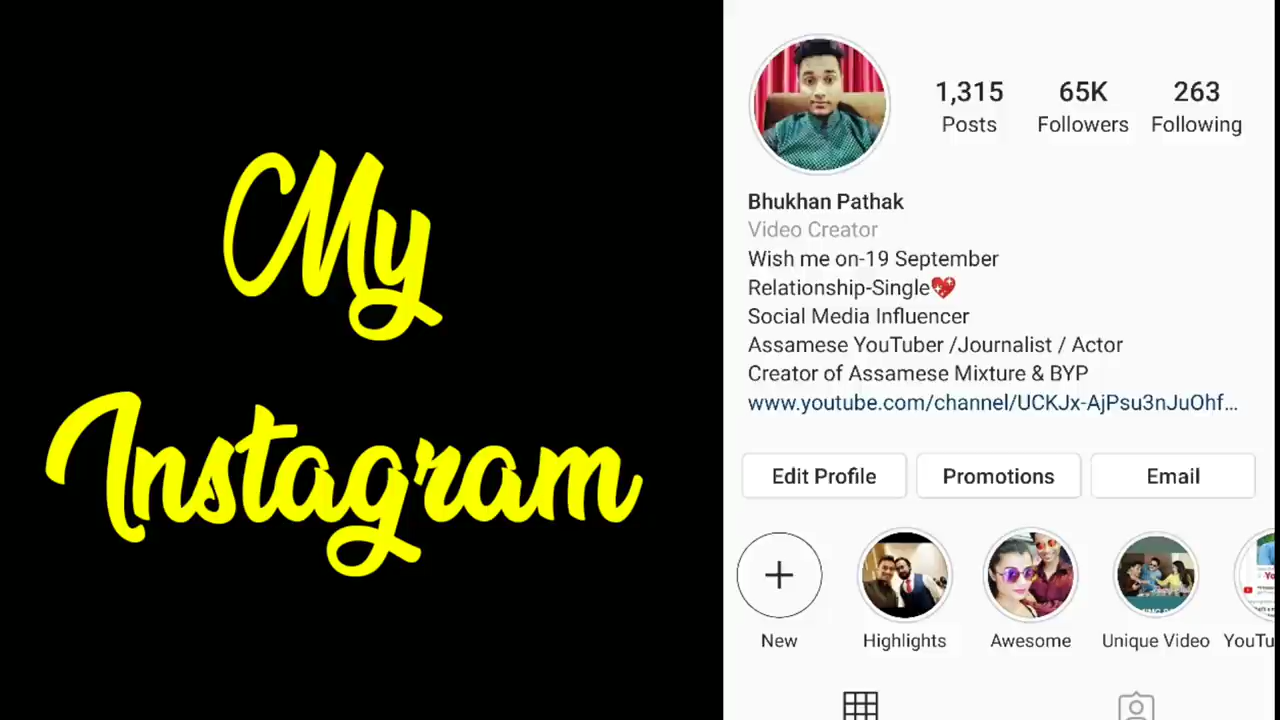 My
Instagram
1,315 65K 263
Posts Followers Following
Bhukhan Pathak
Video Creator
Wish me on-19 September
Relationship-Single💖
Social Media Influencer
Assamese YouTuber /Journalist / Actor
Creator of Assamese Mixture & BYP
www.youtube.com/channel/UCKJx-AjPsu3nJuOhf...
Edit Profile Promotions Email
New Highlights Awesome Unique Video YouTu